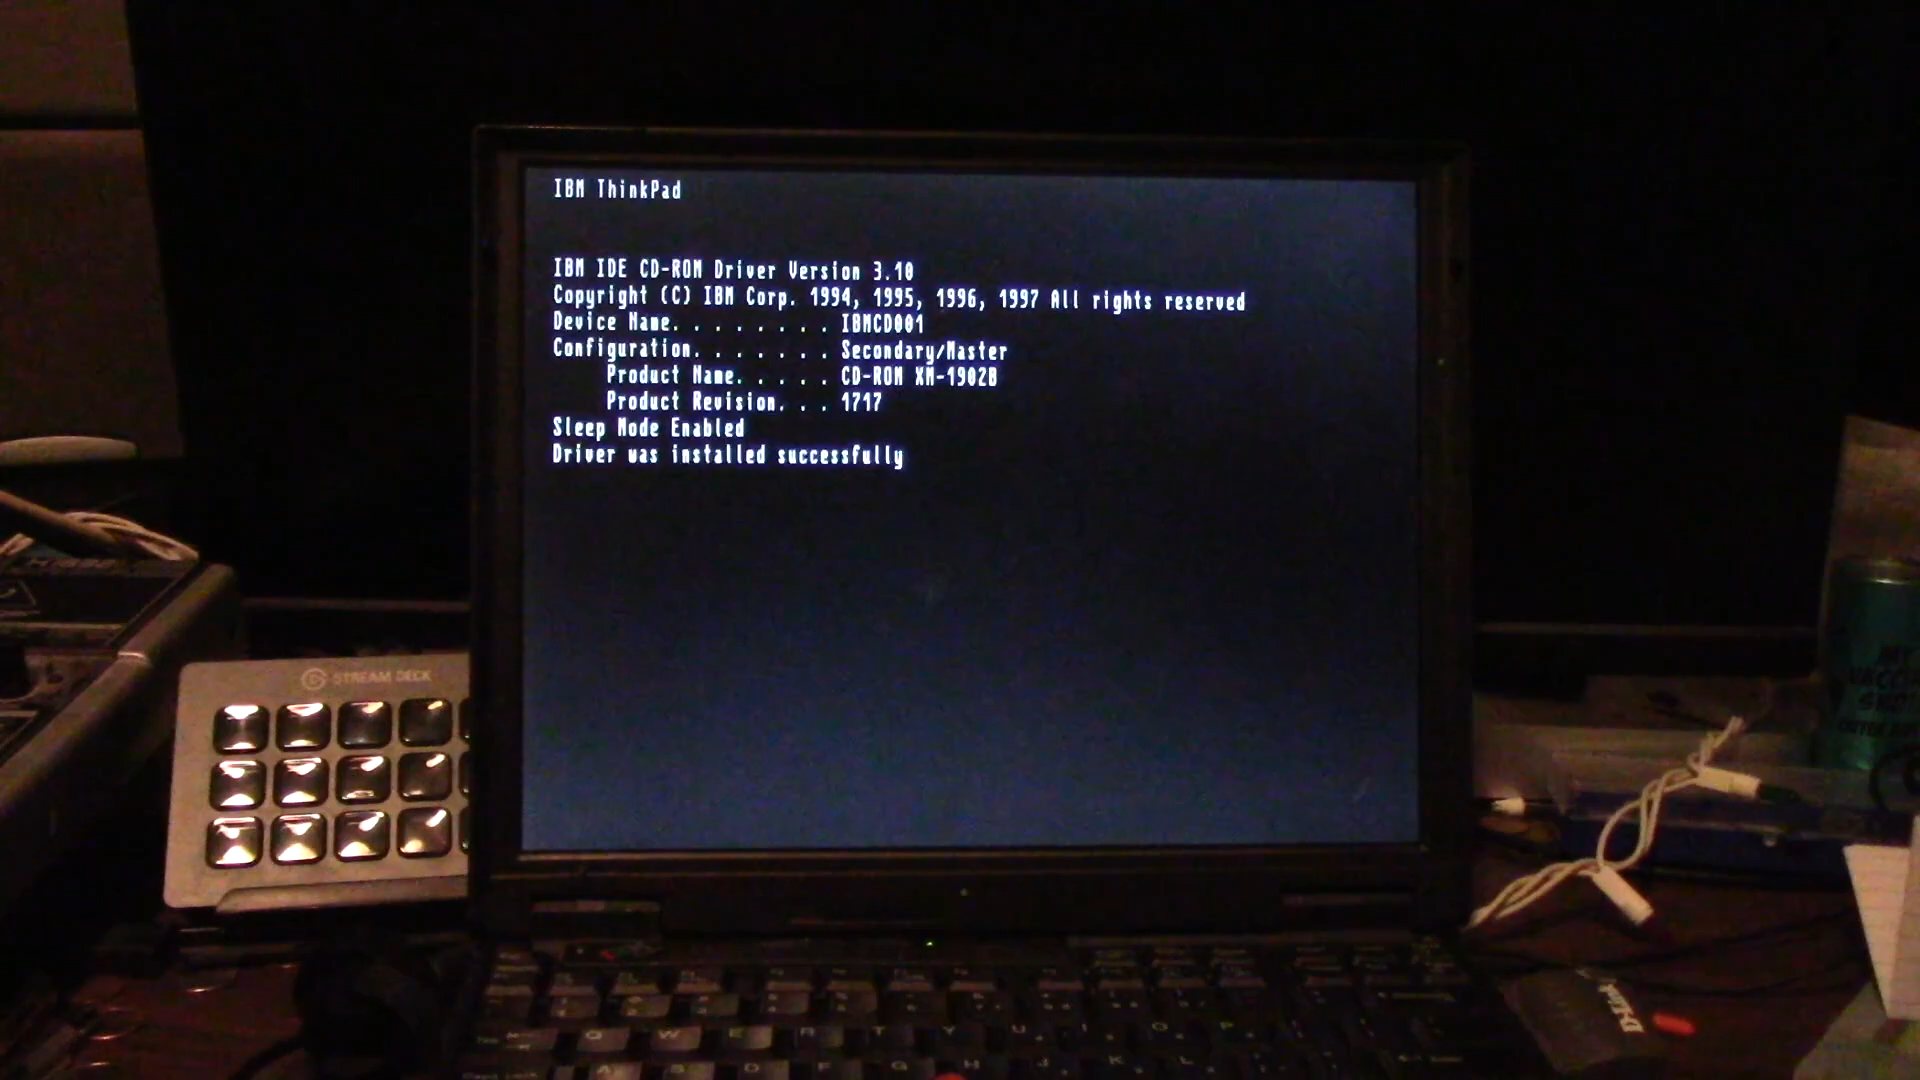 IBM ThinkPad
IBM IDE CD-ROM Driver Version 3.10
Copyright (C) IBM Corp. 1994, 1995, 1996, 1997 All rights reserved
Device Name. . . . . . . . IBMCD001
Configuration. . . . . . . Secondary/Master
Product Name. . . . . CD-ROM XM-1902B
Product Revision. . . 1717
Sleep Mode Enabled
Driver was installed successfully
STREAM DECK
D-Link
Q W E R T Y U I O P
A S D F G H J K L